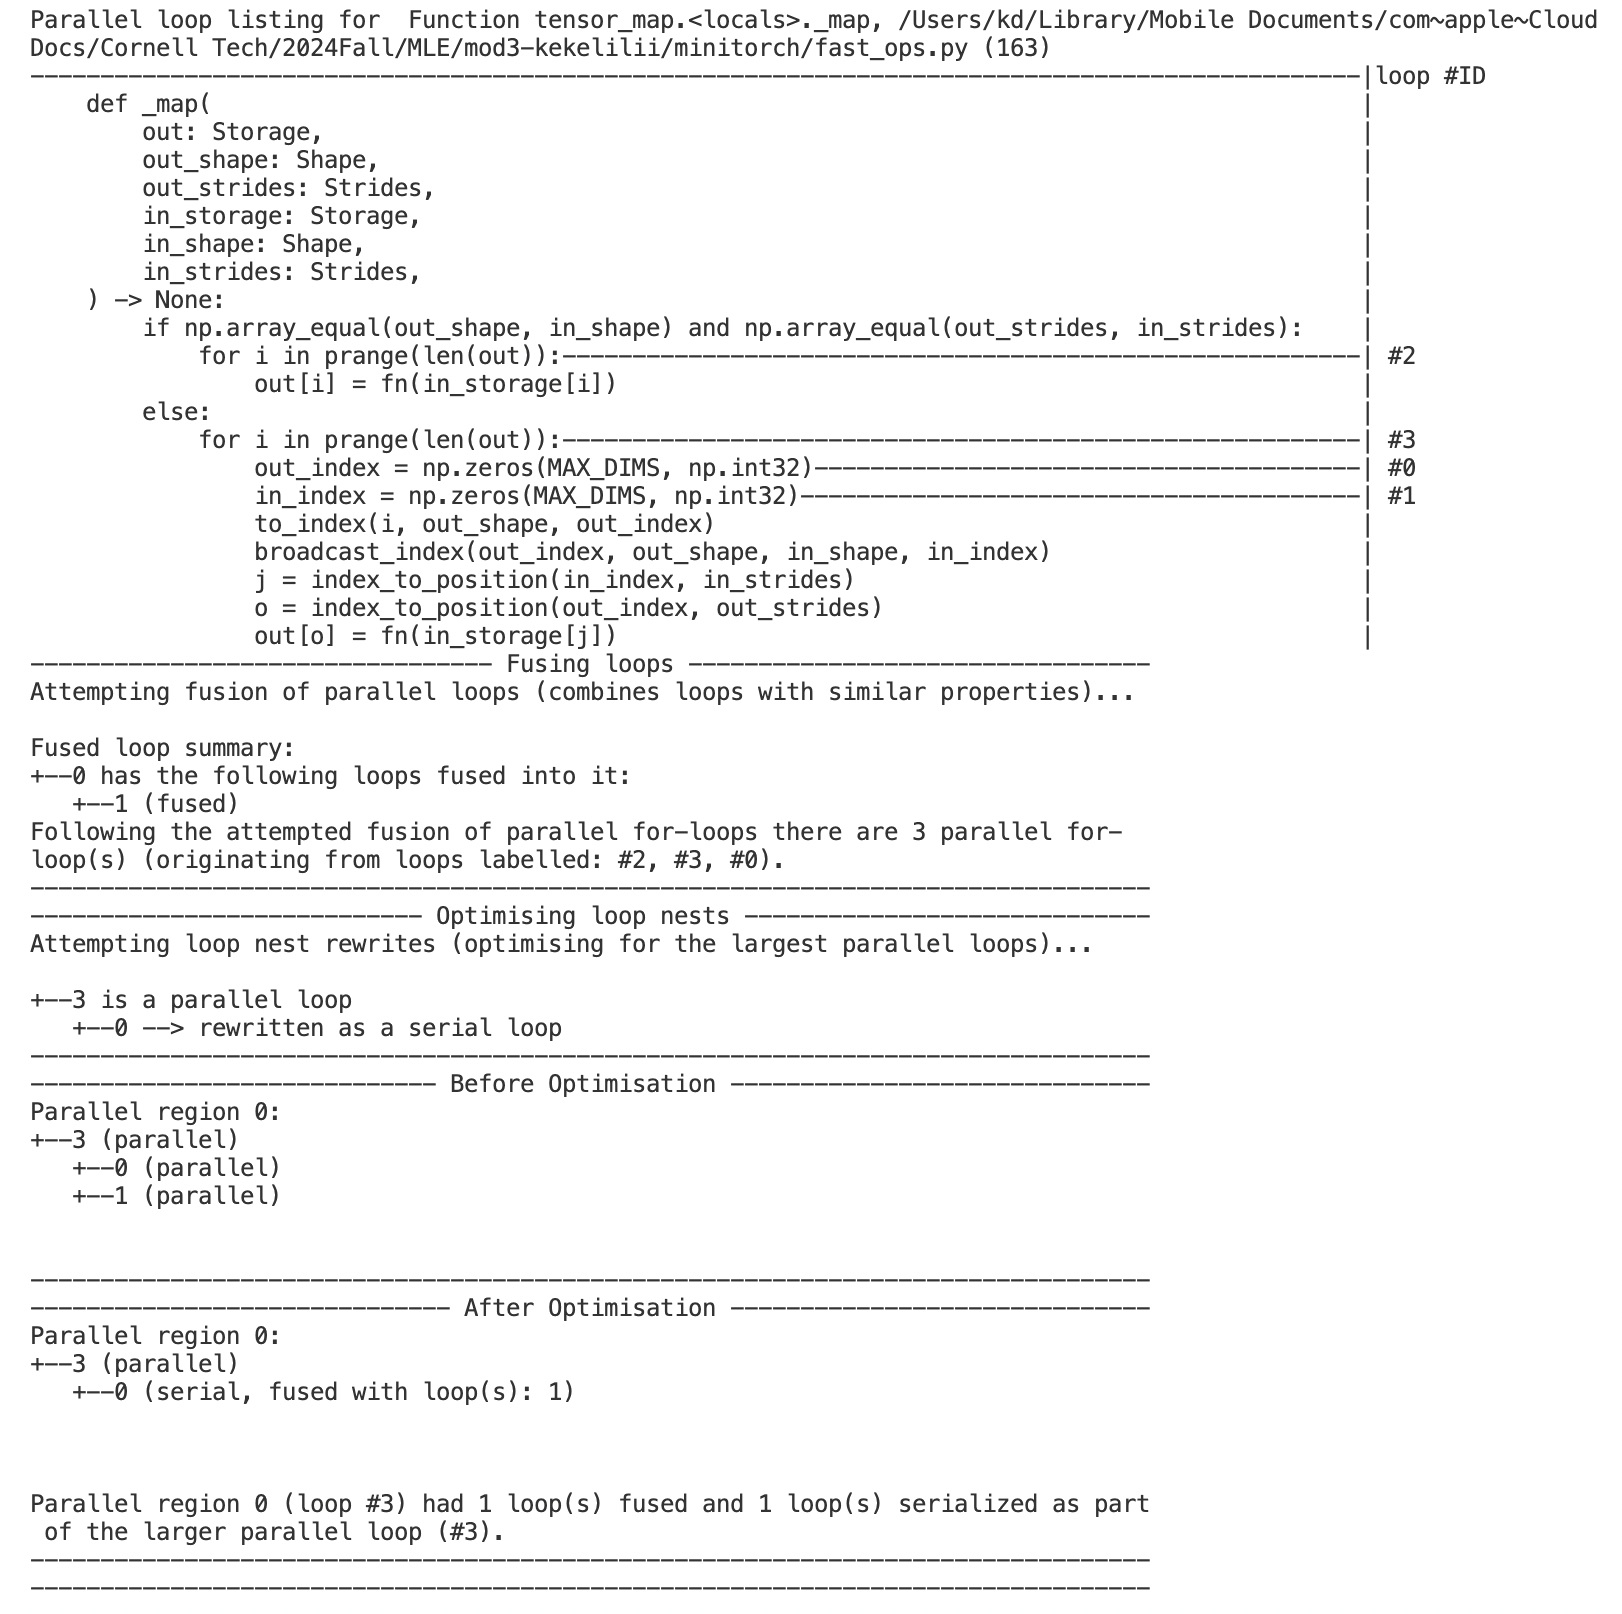 Parallel loop listing for  Function tensor_map.<locals>._map, /Users/kd/Library/Mobile Documents/com~apple~Cloud
Docs/Cornell Tech/2024Fall/MLE/mod3-kekelilii/minitorch/fast_ops.py (163)
-----------------------------------------------------------------------------------------------|loop #ID
    def _map(                                                                                  |
        out: Storage,                                                                          |
        out_shape: Shape,                                                                      |
        out_strides: Strides,                                                                  |
        in_storage: Storage,                                                                   |
        in_shape: Shape,                                                                       |
        in_strides: Strides,                                                                   |
    ) -> None:                                                                                 |
        if np.array_equal(out_shape, in_shape) and np.array_equal(out_strides, in_strides):    |
            for i in prange(len(out)):---------------------------------------------------------| #2
                out[i] = fn(in_storage[i])                                                     |
        else:                                                                                  |
            for i in prange(len(out)):---------------------------------------------------------| #3
                out_index = np.zeros(MAX_DIMS, np.int32)---------------------------------------| #0
                in_index = np.zeros(MAX_DIMS, np.int32)----------------------------------------| #1
                to_index(i, out_shape, out_index)                                              |
                broadcast_index(out_index, out_shape, in_shape, in_index)                      |
                j = index_to_position(in_index, in_strides)                                    |
                o = index_to_position(out_index, out_strides)                                  |
                out[o] = fn(in_storage[j])                                                     |
--------------------------------- Fusing loops ---------------------------------
Attempting fusion of parallel loops (combines loops with similar properties)...
Fused loop summary:
+--0 has the following loops fused into it:
   +--1 (fused)
Following the attempted fusion of parallel for-loops there are 3 parallel for-
loop(s) (originating from loops labelled: #2, #3, #0).
--------------------------------------------------------------------------------
---------------------------- Optimising loop nests -----------------------------
Attempting loop nest rewrites (optimising for the largest parallel loops)...
+--3 is a parallel loop
   +--0 --> rewritten as a serial loop
--------------------------------------------------------------------------------
----------------------------- Before Optimisation ------------------------------
Parallel region 0:
+--3 (parallel)
   +--0 (parallel)
   +--1 (parallel)
--------------------------------------------------------------------------------
------------------------------ After Optimisation ------------------------------
Parallel region 0:
+--3 (parallel)
   +--0 (serial, fused with loop(s): 1)
Parallel region 0 (loop #3) had 1 loop(s) fused and 1 loop(s) serialized as part
 of the larger parallel loop (#3).
--------------------------------------------------------------------------------
--------------------------------------------------------------------------------